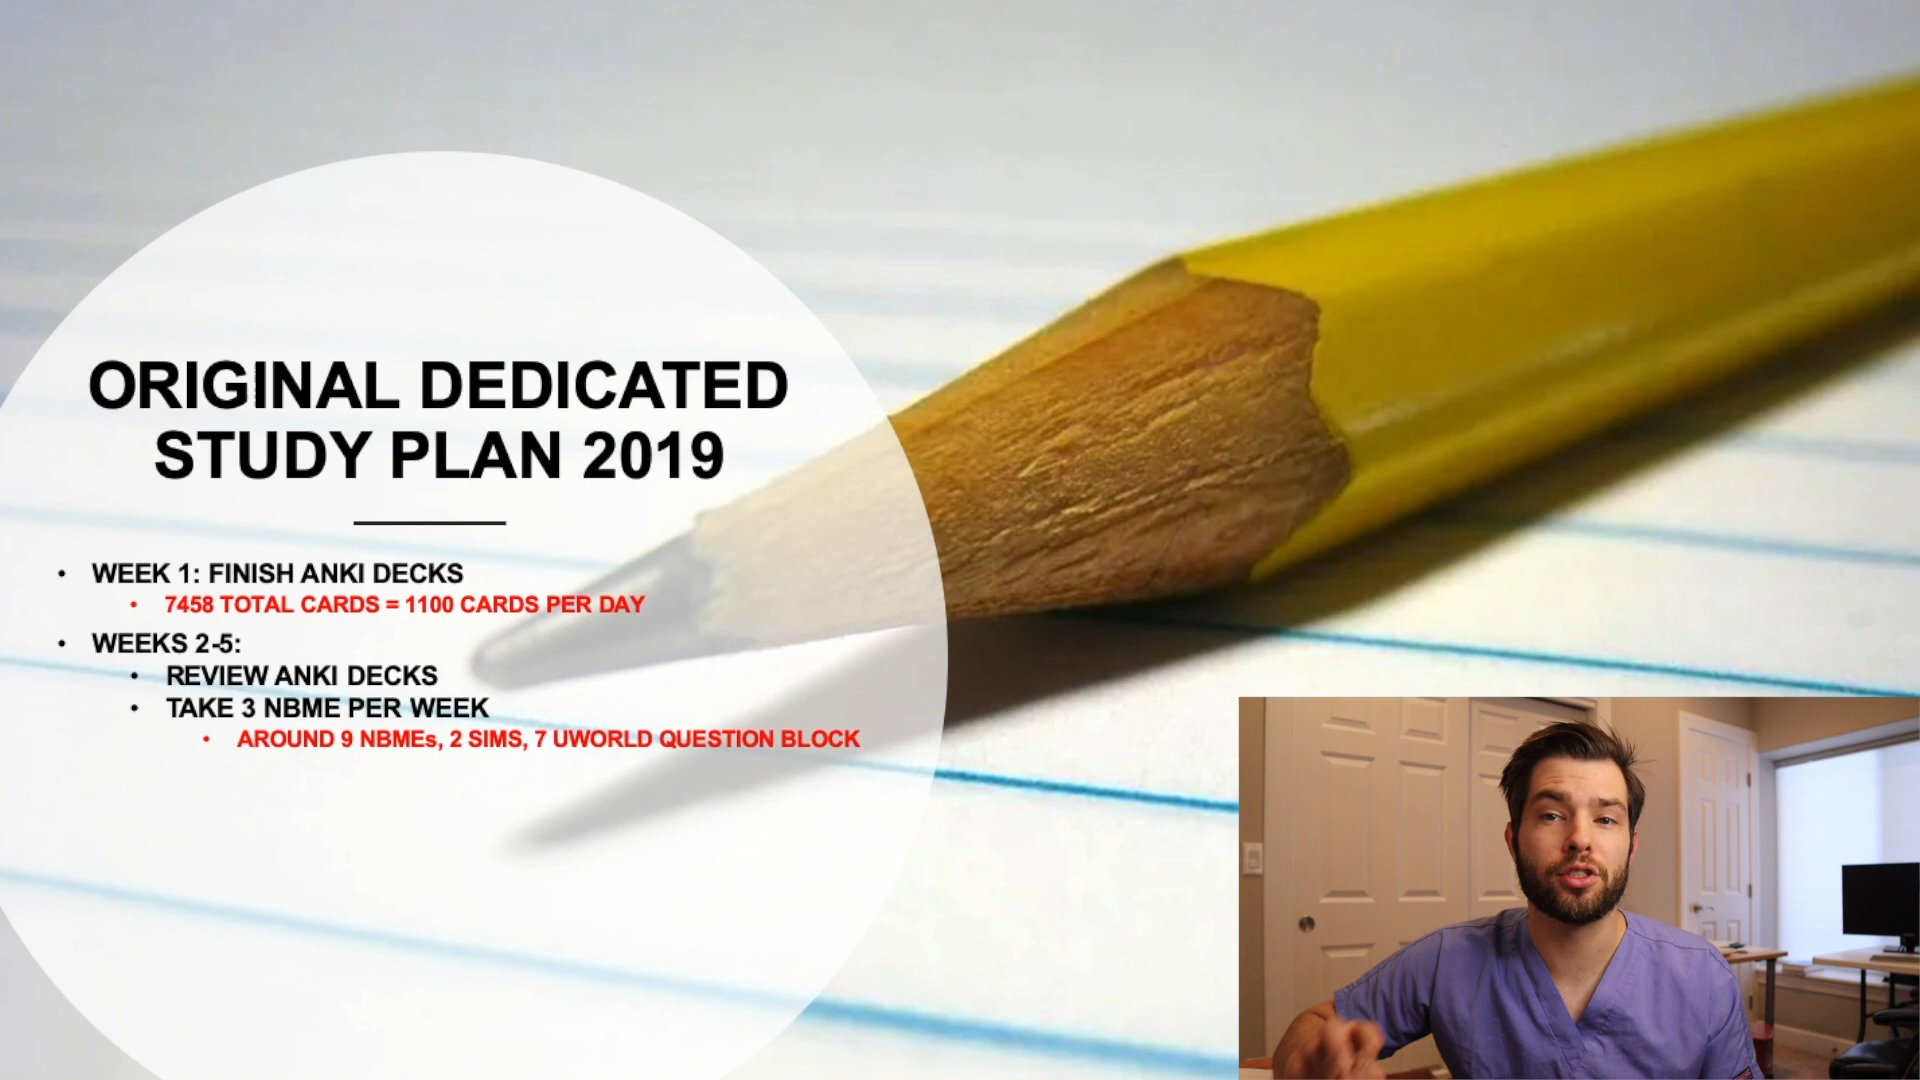 ORIGINAL DEDICATED
STUDY PLAN 2019
• WEEK 1: FINISH ANKI DECKS
• 7458 TOTAL CARDS = 1100 CARDS PER DAY
• WEEKS 2-5:
• REVIEW ANKI DECKS
• TAKE 3 NBME PER WEEK
• AROUND 9 NBMEs, 2 SIMS, 7 UWORLD QUESTION BLOCK